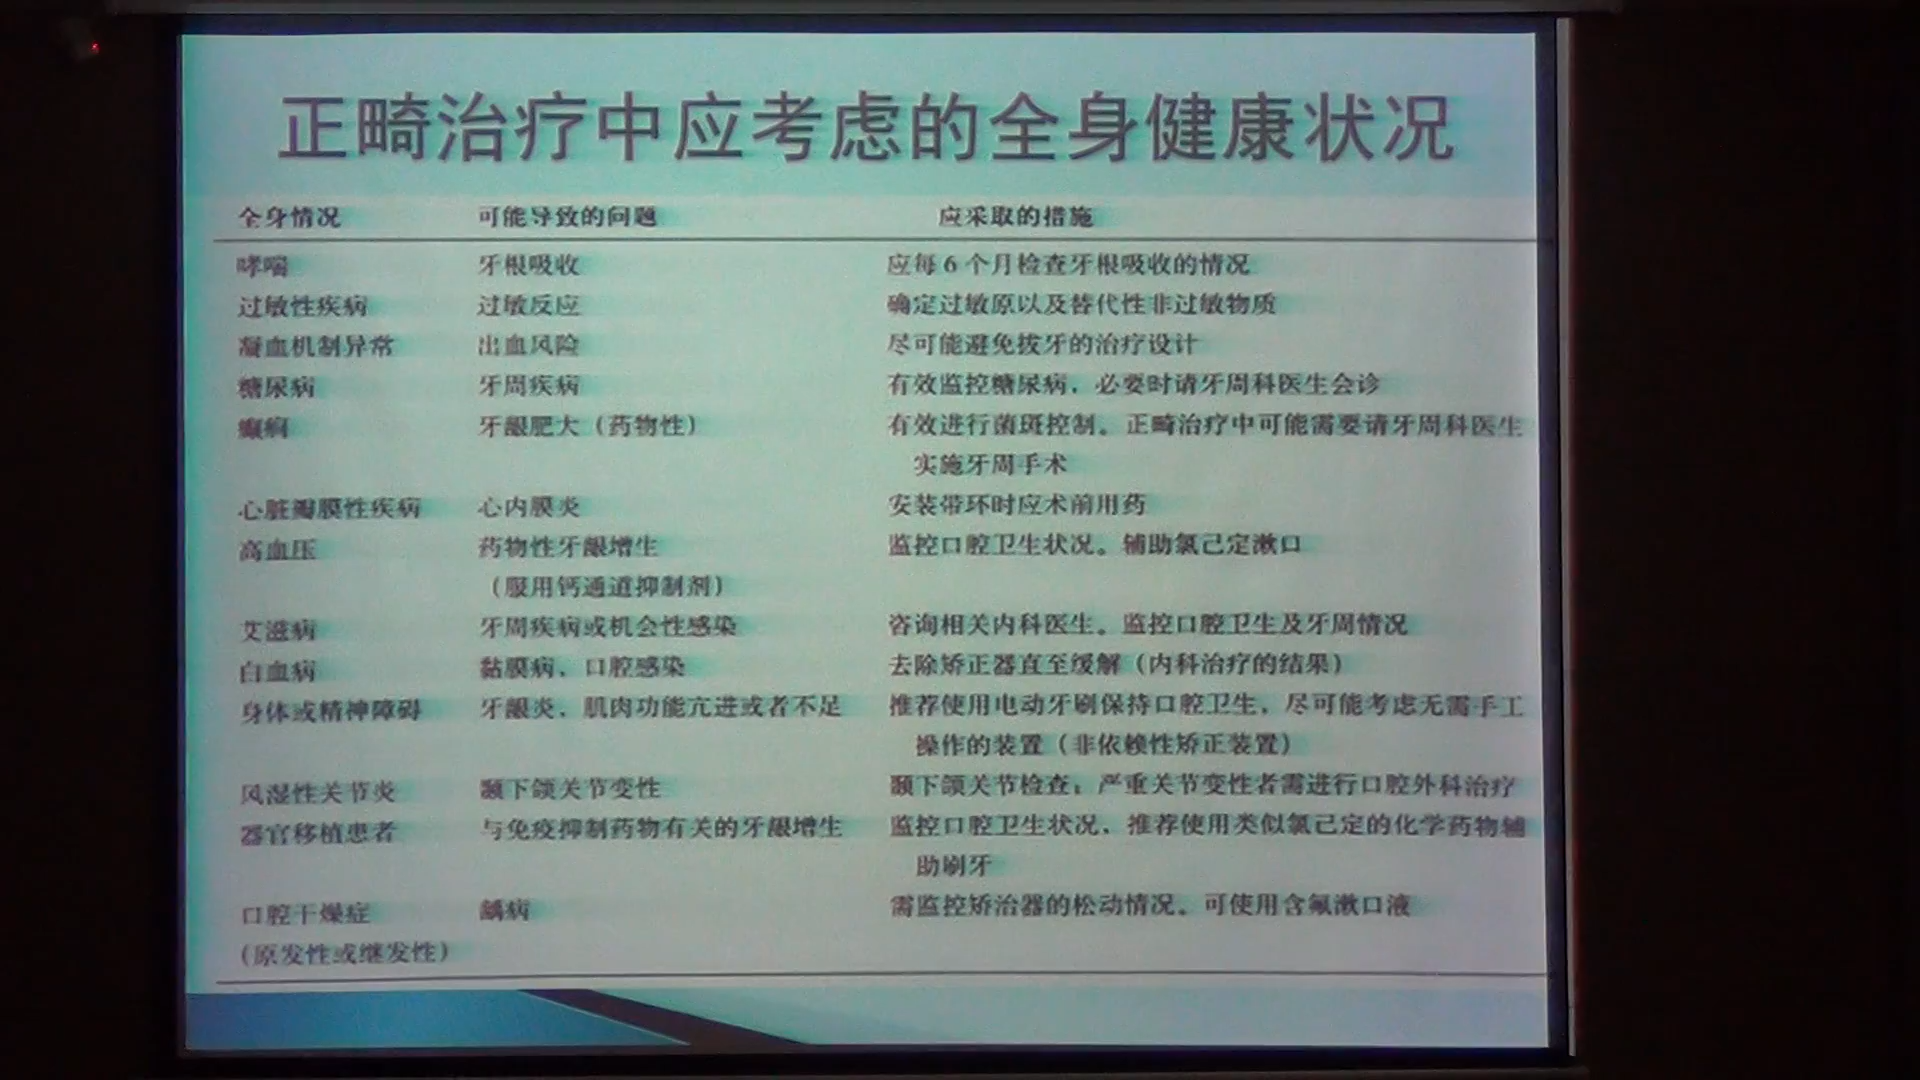 正畸治疗中应考虑的全身健康状况
全身情况 可能导致的问题 应采取的措施
哮喘 牙根吸收 应每6个月检查牙根吸收的情况
过敏性疾病 过敏反应 确定过敏原以及替代性非过敏物质
凝血机制异常 出血风险 尽可能避免拔牙的治疗设计
糖尿病 牙周疾病 有效监控糖尿病，必要时请牙周科医生会诊
癫痫 牙龈肥大（药物性） 有效进行菌斑控制。正畸治疗中可能需要请牙周科医生
实施牙周手术
心脏瓣膜性疾病 心内膜炎 安装带环时应术前用药
高血压 药物性牙龈增生 监控口腔卫生状况。辅助氯己定漱口
（服用钙通道抑制剂）
艾滋病 牙周疾病或机会性感染 咨询相关内科医生。监控口腔卫生及牙周情况
白血病 黏膜病、口腔感染 去除矫正器直至缓解（内科治疗的结果）
身体或精神障碍 牙龈炎、肌肉功能亢进或者不足 推荐使用电动牙刷保持口腔卫生，尽可能考虑无需手工
操作的装置（非依赖性矫正装置）
风湿性关节炎 颞下颌关节变性 颞下颌关节检查；严重关节变性者需进行口腔外科治疗
器官移植患者 与免疫抑制药物有关的牙龈增生 监控口腔卫生状况、推荐使用类似氯己定的化学药物辅
助刷牙
口腔干燥症 龋病 需监控矫治器的松动情况。可使用含氟漱口液
（原发性或继发性）